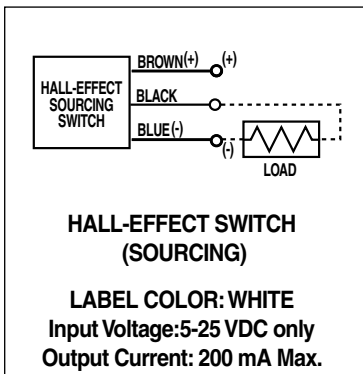 BROWN(+) (+)
HALL-EFFECT
SOURCING
SWITCH
BLACK
BLUE(-)
(-)
LOAD
HALL-EFFECT SWITCH
(SOURCING)
LABEL COLOR: WHITE
Input Voltage:5-25 VDC only
Output Current: 200 mA Max.